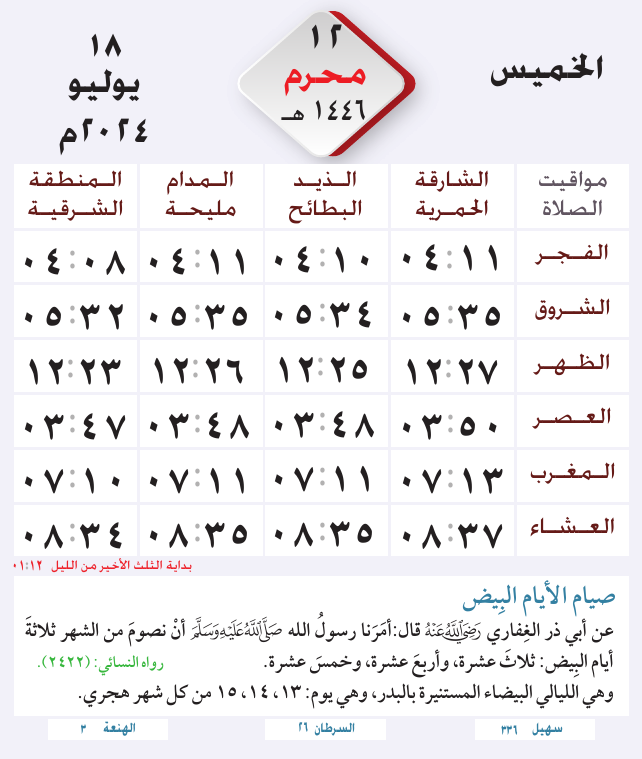 الخميس
١٢
محرم
١٤٤٦ هـ
١٨
يوليو
٢٠٢٤م
مواقيت الصلاة | الشارقة الحمرية | الذيد البطائح | المدام مليحة | المنطقة الشرقية
الفجر ٠٤:١١ ٠٤:١٠ ٠٤:١١ ٠٤:٠٨
الشروق ٠٥:٣٥ ٠٥:٣٤ ٠٥:٣٥ ٠٥:٣٢
الظهر ١٢:٢٧ ١٢:٢٥ ١٢:٢٦ ١٢:٢٣
العصر ٠٣:٥٠ ٠٣:٤٨ ٠٣:٤٨ ٠٣:٤٧
المغرب ٠٧:١٣ ٠٧:١١ ٠٧:١١ ٠٧:١٠
العشاء ٠٨:٣٧ ٠٨:٣٥ ٠٨:٣٥ ٠٨:٣٤
بداية الثلث الأخير من الليل ٠١:١٢
صيام الأيام البِيض
عن أبي ذر الغِفاري رَضِيَ اللَّهُ عَنْهُ قال: أمَرَنا رسولُ الله صَلَّى اللَّهُ عَلَيْهِ وَسَلَّمَ أنْ نصومَ من الشهر ثلاثةَ
أيام البِيض: ثلاثَ عشرة، وأربعَ عشرة، وخمسَ عشرة. رواه النسائي: (٢٤٢٢).
وهي الليالي البيضاء المستنيرة بالبدر، وهي يوم: ١٣، ١٤، ١٥ من كل شهر هجري.
سهيل ٣٣٦
السرطان ٢٦
الهنعة ٣